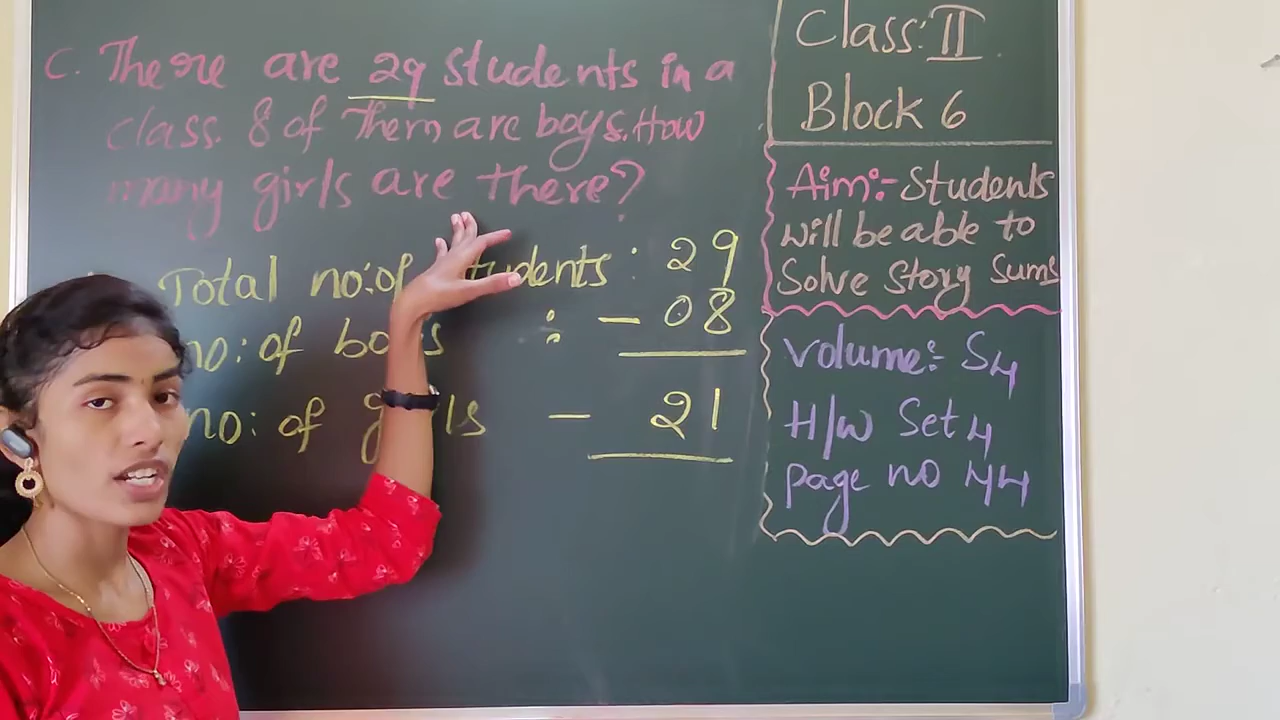 C. There are 29 students in a
class. 8 of Them are boys. How
many girls are there?
Total no: of students : 29
no: of boys : - 08
no: of girls - 21
Class: II
Block 6
Aim:- Students
will be able to
Solve Story Sums
Volume:- S4
H/W Set 4
page no 44